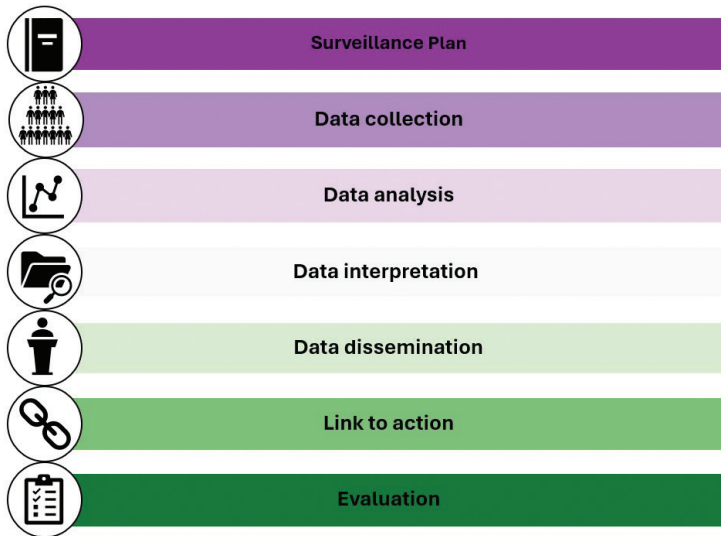 Surveillance Plan
Data collection
Data analysis
Data interpretation
Data dissemination
Link to action
Evaluation